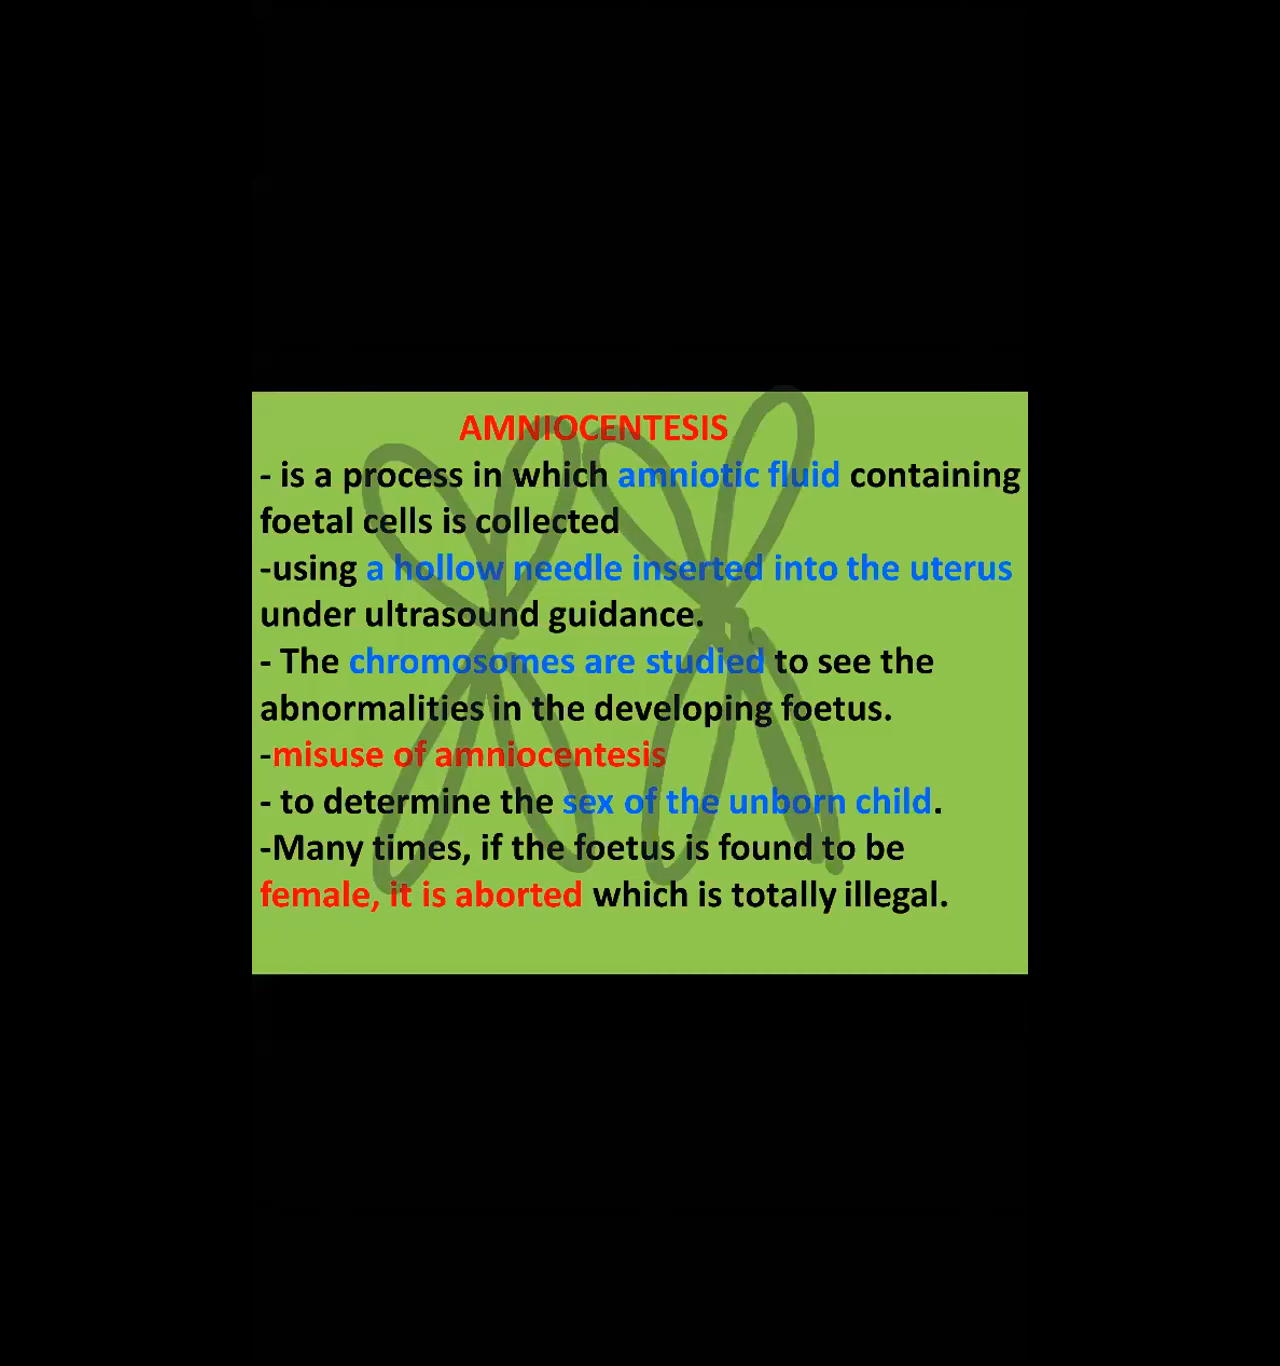 AMNIOCENTESIS
- is a process in which amniotic fluid containing
foetal cells is collected
-using a hollow needle inserted into the uterus
under ultrasound guidance.
- The chromosomes are studied to see the
abnormalities in the developing foetus.
-misuse of amniocentesis
- to determine the sex of the unborn child.
-Many times, if the foetus is found to be
female, it is aborted which is totally illegal.